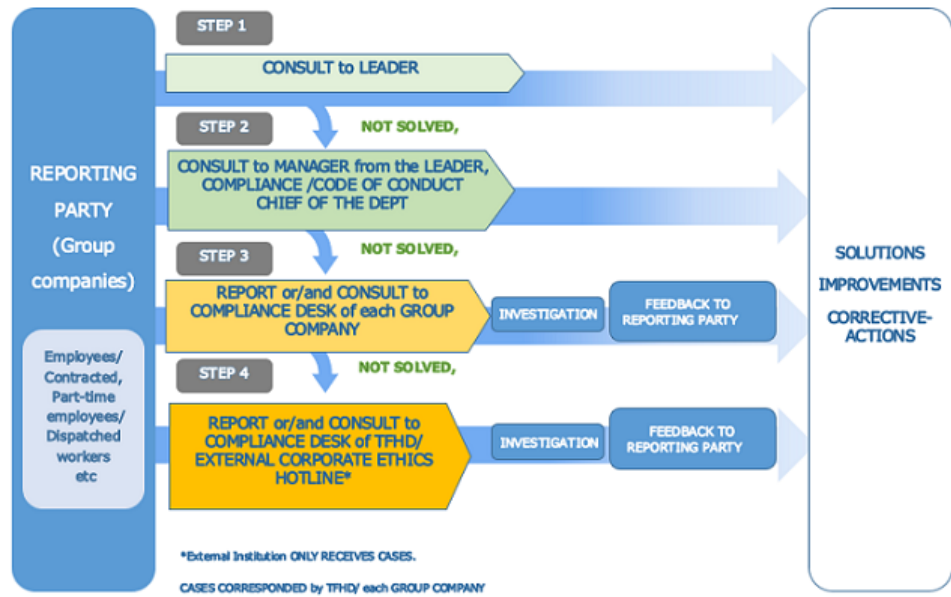 REPORTING
PARTY
(Group
companies)
Employees/
Contracted,
Part-time
employees/
Dispatched
workers
etc
STEP 1
CONSULT to LEADER
NOT SOLVED,
STEP 2
CONSULT to MANAGER from the LEADER,
COMPLIANCE /CODE OF CONDUCT
CHIEF OF THE DEPT
NOT SOLVED,
STEP 3
REPORT or/and CONSULT to
COMPLIANCE DESK of each GROUP
COMPANY
INVESTIGATION
FEEDBACK TO
REPORTING PARTY
NOT SOLVED,
STEP 4
REPORT or/and CONSULT to
COMPLIANCE DESK of TFHD/
EXTERNAL CORPORATE ETHICS
HOTLINE*
INVESTIGATION
FEEDBACK TO
REPORTING PARTY
SOLUTIONS
IMPROVEMENTS
CORRECTIVE-
ACTIONS
*External Institution ONLY RECEIVES CASES.
CASES CORRESPONDED by TFHD/ each GROUP COMPANY